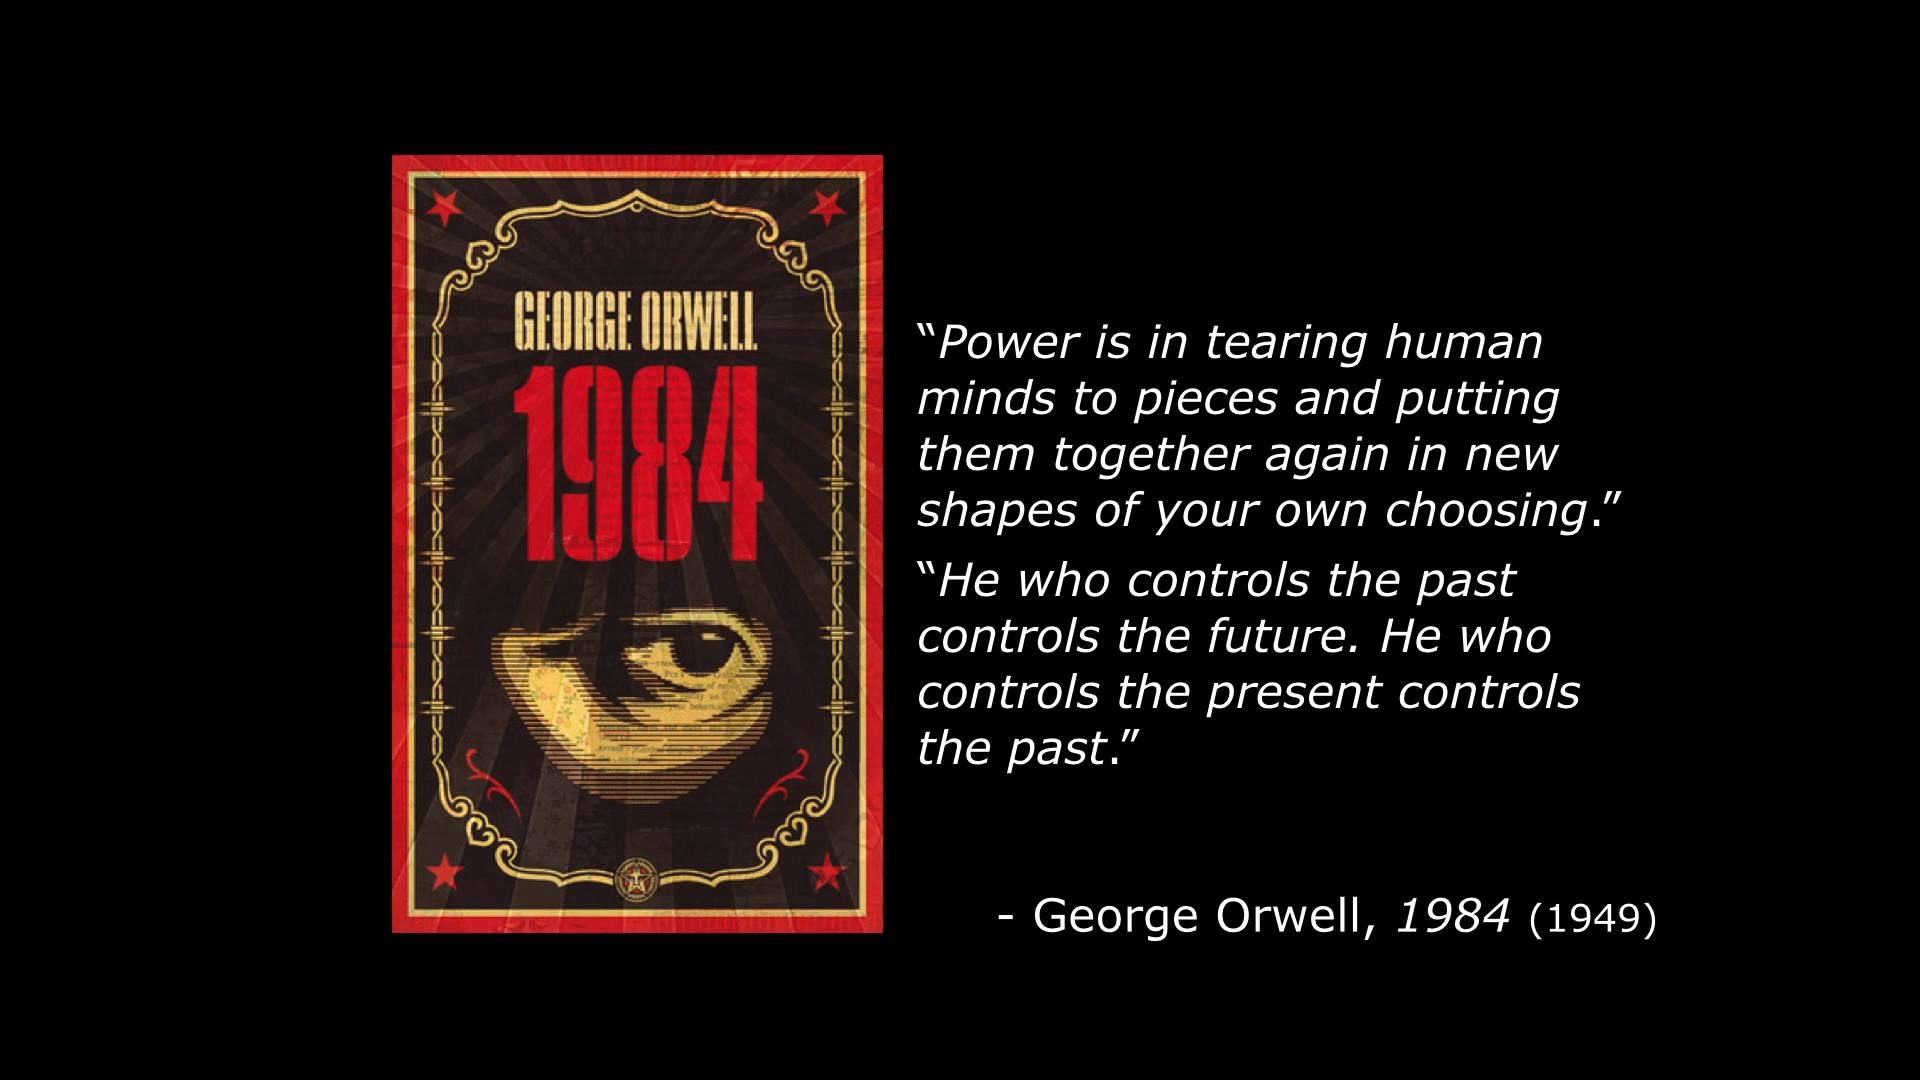 GEORGE ORWELL
1984
“Power is in tearing human
minds to pieces and putting
them together again in new
shapes of your own choosing.”
“He who controls the past
controls the future. He who
controls the present controls
the past.”
- George Orwell, 1984 (1949)